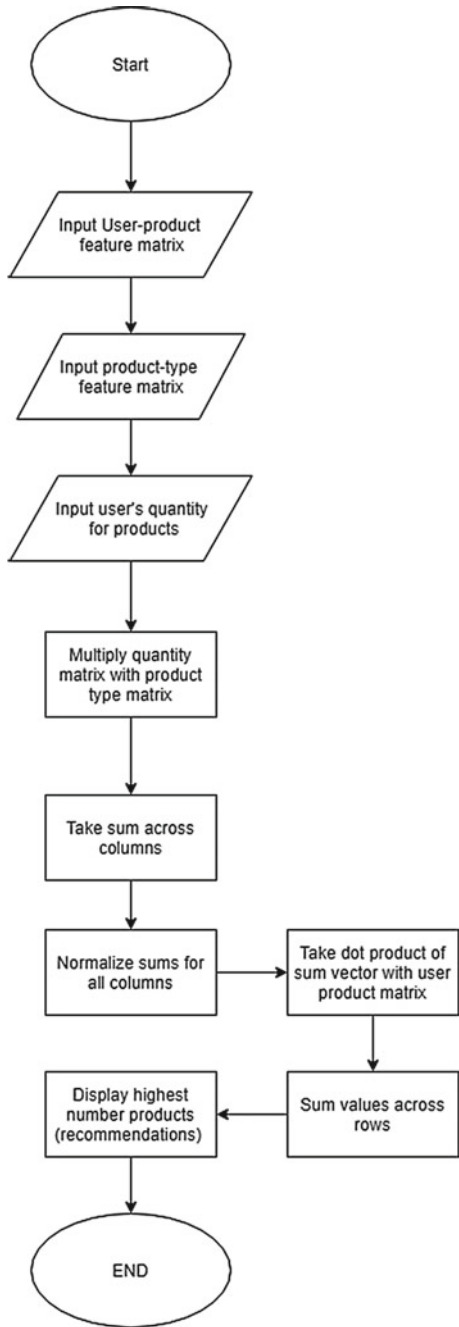 Start
Input User-product
feature matrix
Input product-type
feature matrix
Input user's quantity
for products
Multiply quantity
matrix with product
type matrix
Take sum across
columns
Normalize sums for
all columns
Take dot product of
sum vector with user
product matrix
Sum values across
rows
Display highest
number products
(recommendations)
END